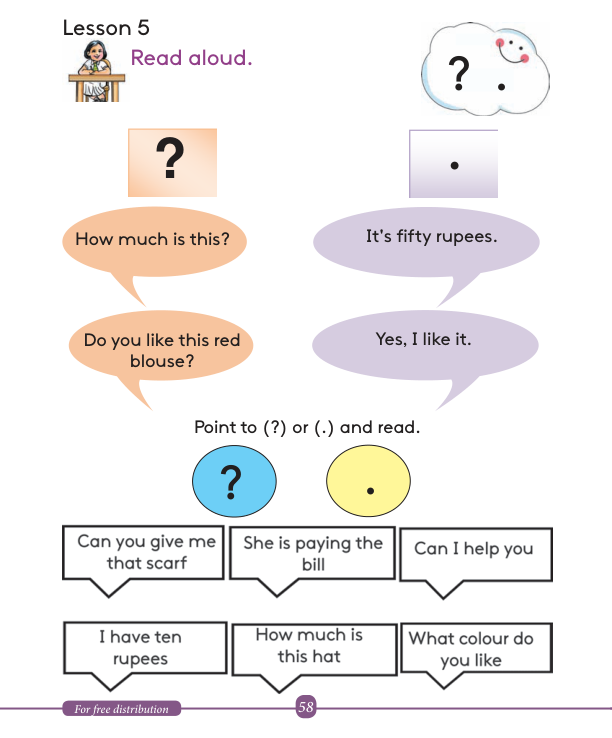 Lesson 5
Read aloud.
? .
? .
How much is this?
It's fifty rupees.
Do you like this red
blouse?
Yes, I like it.
Point to (?) or (.) and read.
? .
Can you give me
that scarf
She is paying the
bill
Can I help you
I have ten
rupees
How much is
this hat
What colour do
you like
For free distribution
58